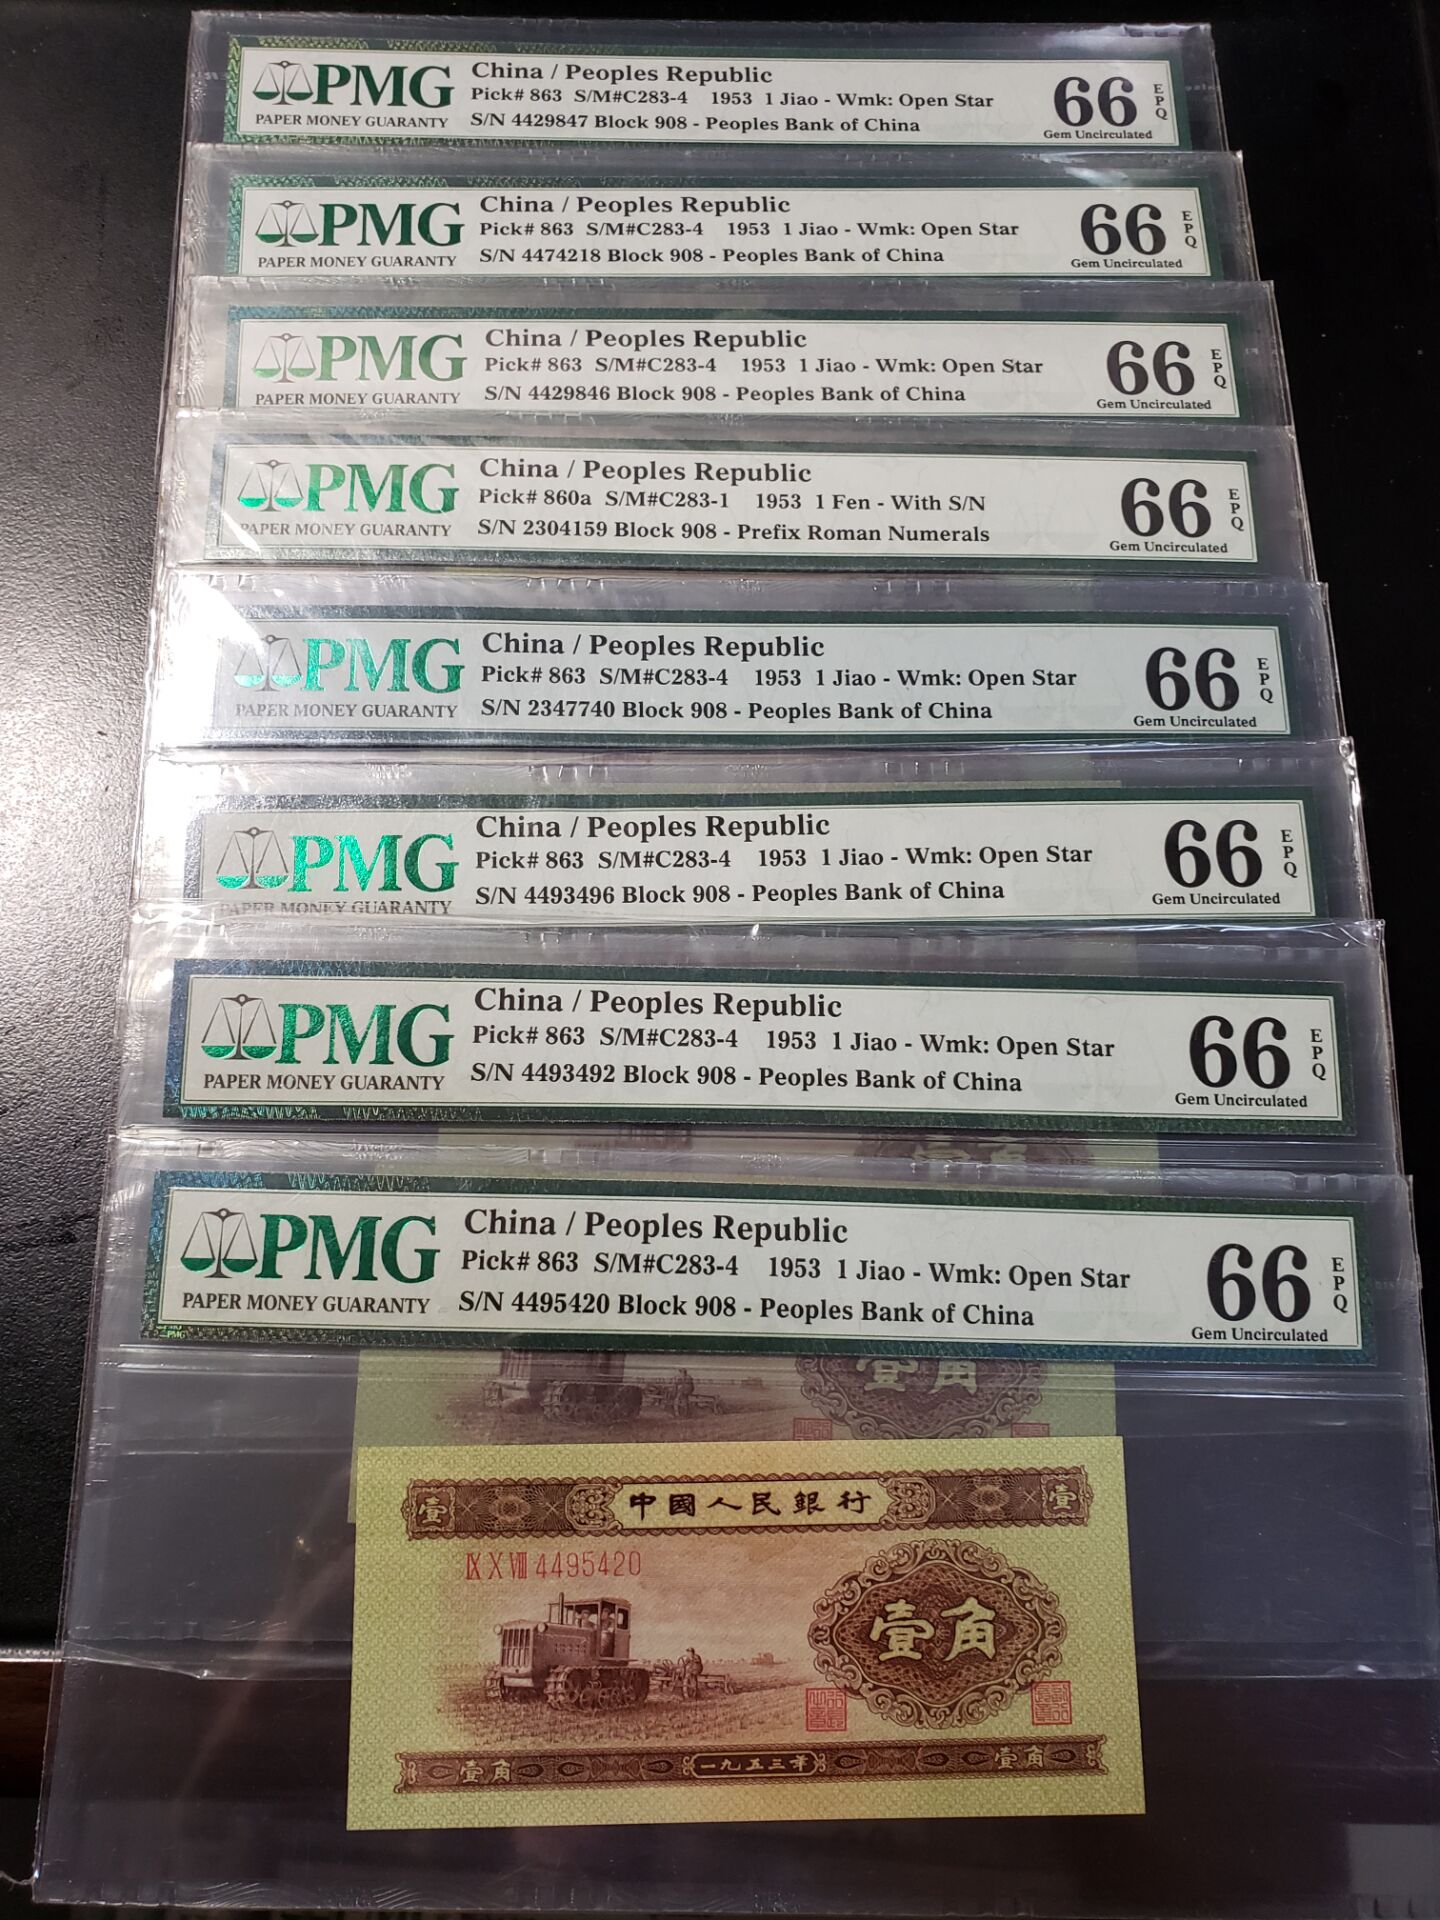 PMG
PAPER MONEY GUARANTY
China / Peoples Republic
Pick# 863 S/M#C283-4 1953 1 Jiao - Wmk: Open Star
S/N 4429847 Block 908 - Peoples Bank of China
66 EPQ
Gem Uncirculated
PMG
PAPER MONEY GUARANTY
China / Peoples Republic
Pick# 863 S/M#C283-4 1953 1 Jiao - Wmk: Open Star
S/N 4474218 Block 908 - Peoples Bank of China
66 EPQ
Gem Uncirculated
PMG
PAPER MONEY GUARANTY
China / Peoples Republic
Pick# 863 S/M#C283-4 1953 1 Jiao - Wmk: Open Star
S/N 4429846 Block 908 - Peoples Bank of China
66 EPQ
Gem Uncirculated
PMG
PAPER MONEY GUARANTY
China / Peoples Republic
Pick# 860a S/M#C283-1 1953 1 Fen - With S/N
S/N 2304159 Block 908 - Prefix Roman Numerals
66 EPQ
Gem Uncirculated
PMG
PAPER MONEY GUARANTY
China / Peoples Republic
Pick# 863 S/M#C283-4 1953 1 Jiao - Wmk: Open Star
S/N 2347740 Block 908 - Peoples Bank of China
66 EPQ
Gem Uncirculated
PMG
PAPER MONEY GUARANTY
China / Peoples Republic
Pick# 863 S/M#C283-4 1953 1 Jiao - Wmk: Open Star
S/N 4493496 Block 908 - Peoples Bank of China
66 EPQ
Gem Uncirculated
PMG
PAPER MONEY GUARANTY
China / Peoples Republic
Pick# 863 S/M#C283-4 1953 1 Jiao - Wmk: Open Star
S/N 4493492 Block 908 - Peoples Bank of China
66 EPQ
Gem Uncirculated
壹角
PMG
PAPER MONEY GUARANTY
China / Peoples Republic
Pick# 863 S/M#C283-4 1953 1 Jiao - Wmk: Open Star
S/N 4495420 Block 908 - Peoples Bank of China
66 EPQ
Gem Uncirculated
壹角
壹 中國人民銀行 壹
IX X VIII 4495420
壹角
壹角 一九五三年 壹角